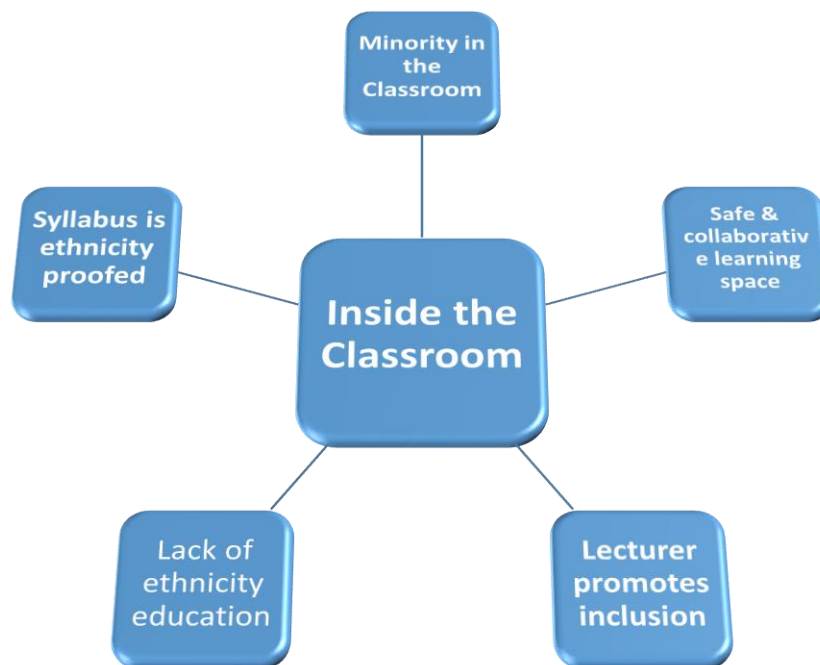 Minority in
the
Classroom
Syllabus is
ethnicity
proofed
Safe &
collaborativ
e learning
space
Inside the
Classroom
Lack of
ethnicity
education
Lecturer
promotes
inclusion